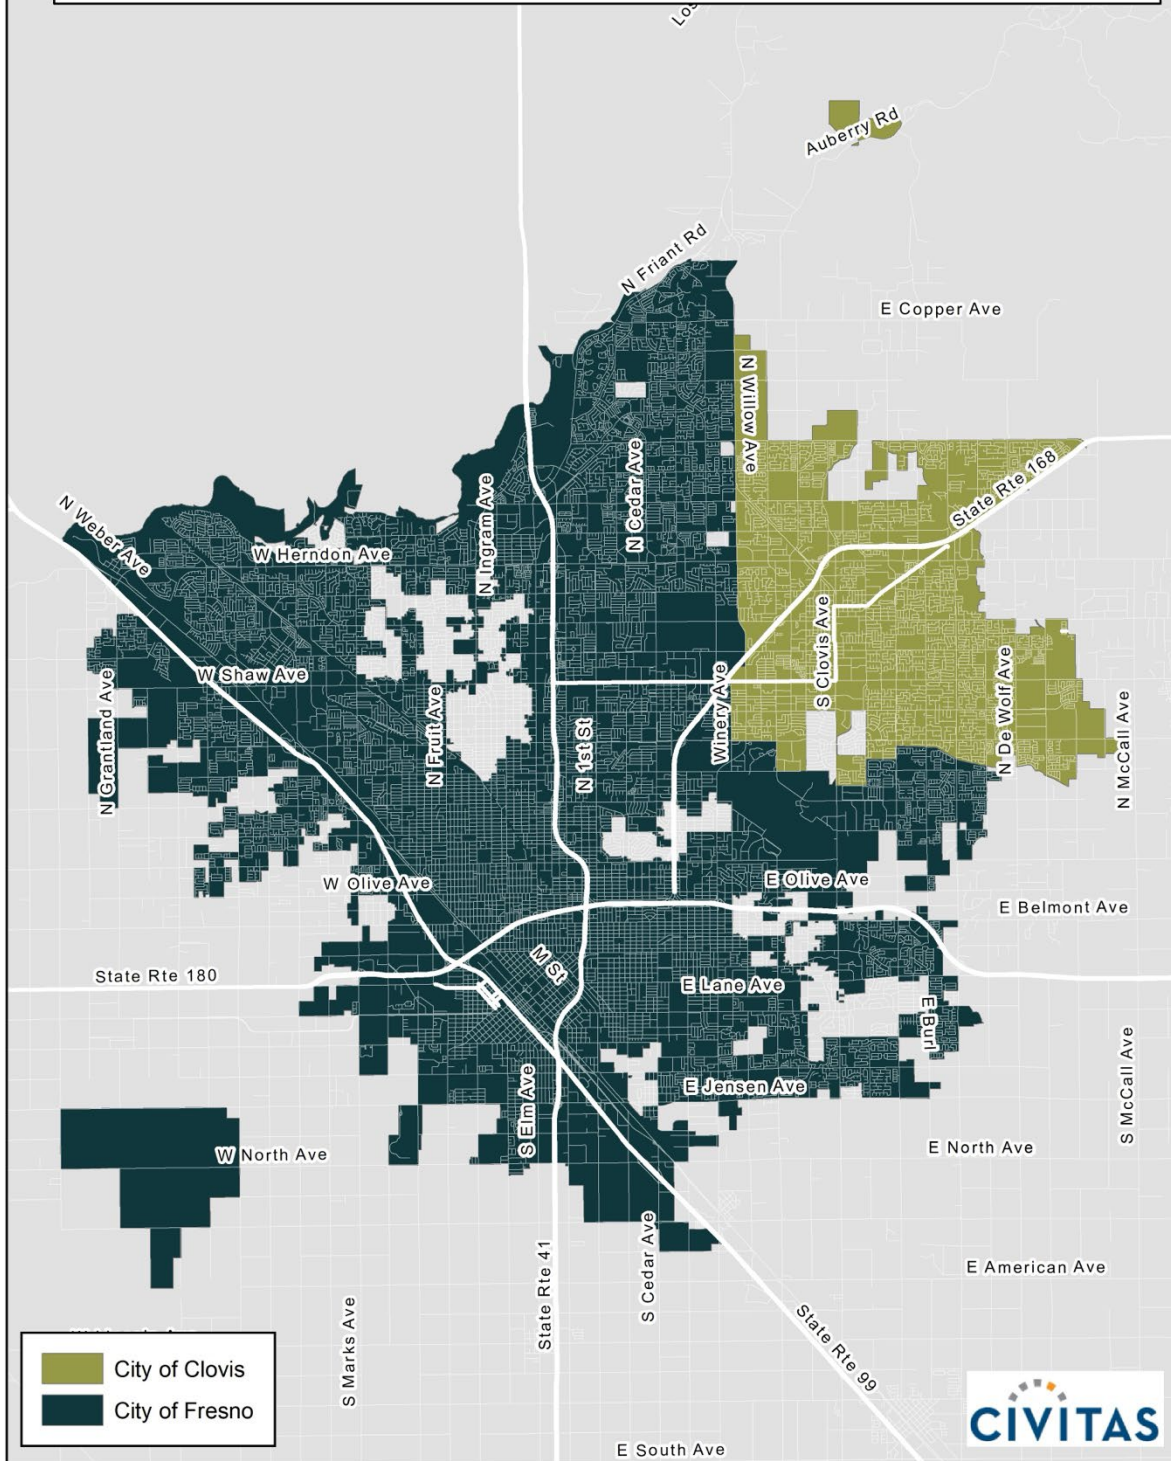 Auberry Rd
N Friant Rd
E Copper Ave
N Willow Ave
N Cedar Ave
State Rte 168
N Ingram Ave
N Weber Ave
W Herndon Ave
S Clovis Ave
W Shaw Ave
N Grantland Ave
N Fruit Ave
N 1st St
Winery Ave
N De Wolf Ave
N McCall Ave
W Olive Ave
E Olive Ave
E Belmont Ave
State Rte 180
M St
E Lane Ave
E Burl
S McCall Ave
E Jensen Ave
S Elm Ave
W North Ave
E North Ave
S Cedar Ave
State Rte 41
E American Ave
S Marks Ave
State Rte 99
City of Clovis
City of Fresno
CIVITAS
E South Ave